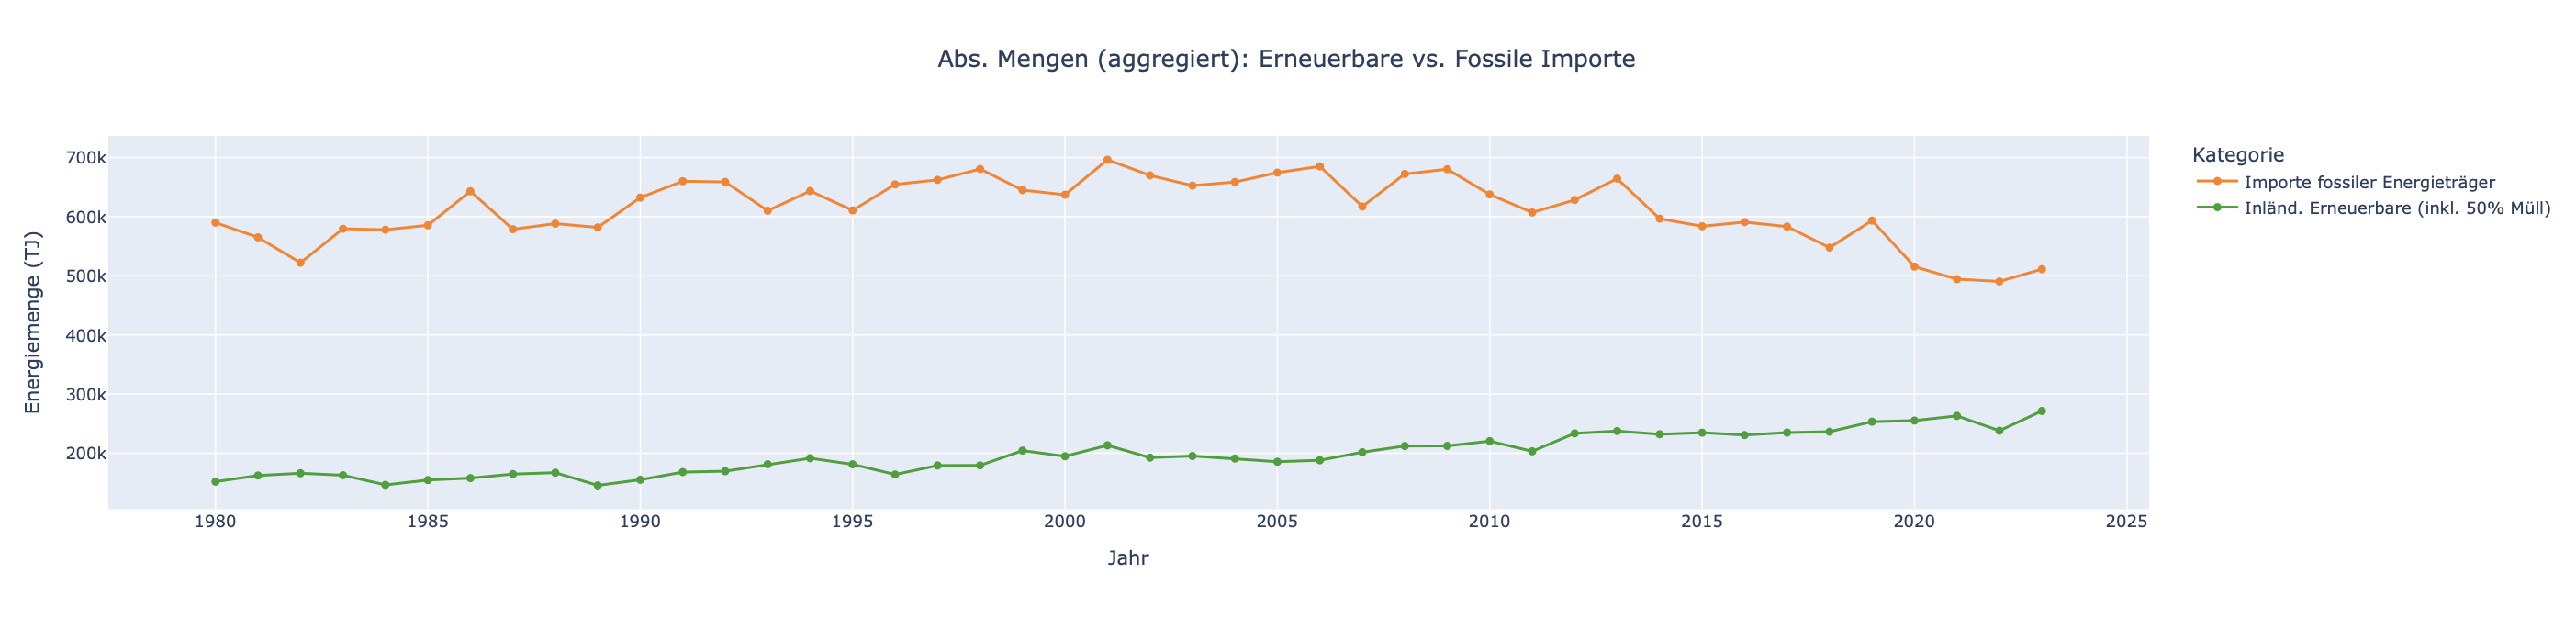 Abs. Mengen (aggregiert): Erneuerbare vs. Fossile Importe
Kategorie
Importe fossiler Energieträger
Inländ. Erneuerbare (inkl. 50% Müll)
Energiemenge (TJ)
700k
600k
500k
400k
300k
200k
1980 1985 1990 1995 2000 2005 2010 2015 2020 2025
Jahr